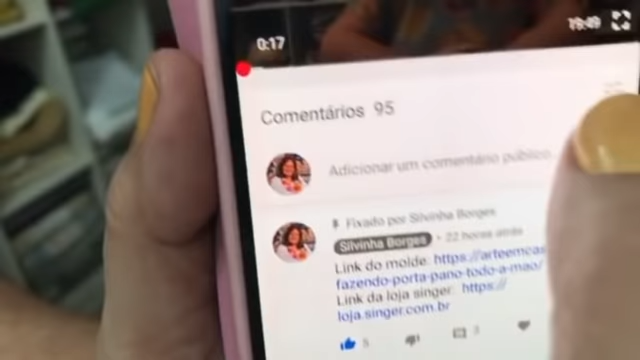 0:17
19:49
Comentários 95
Adicionar um comentário público...
Fixado por Silvinha Borges
Silvinha Borges • 22 horas atrás
Link do molde: https://arteemcas
fazendo-porta-pano-todo-a-mao/
Link da loja singer: https://
loja.singer.com.br
5
3